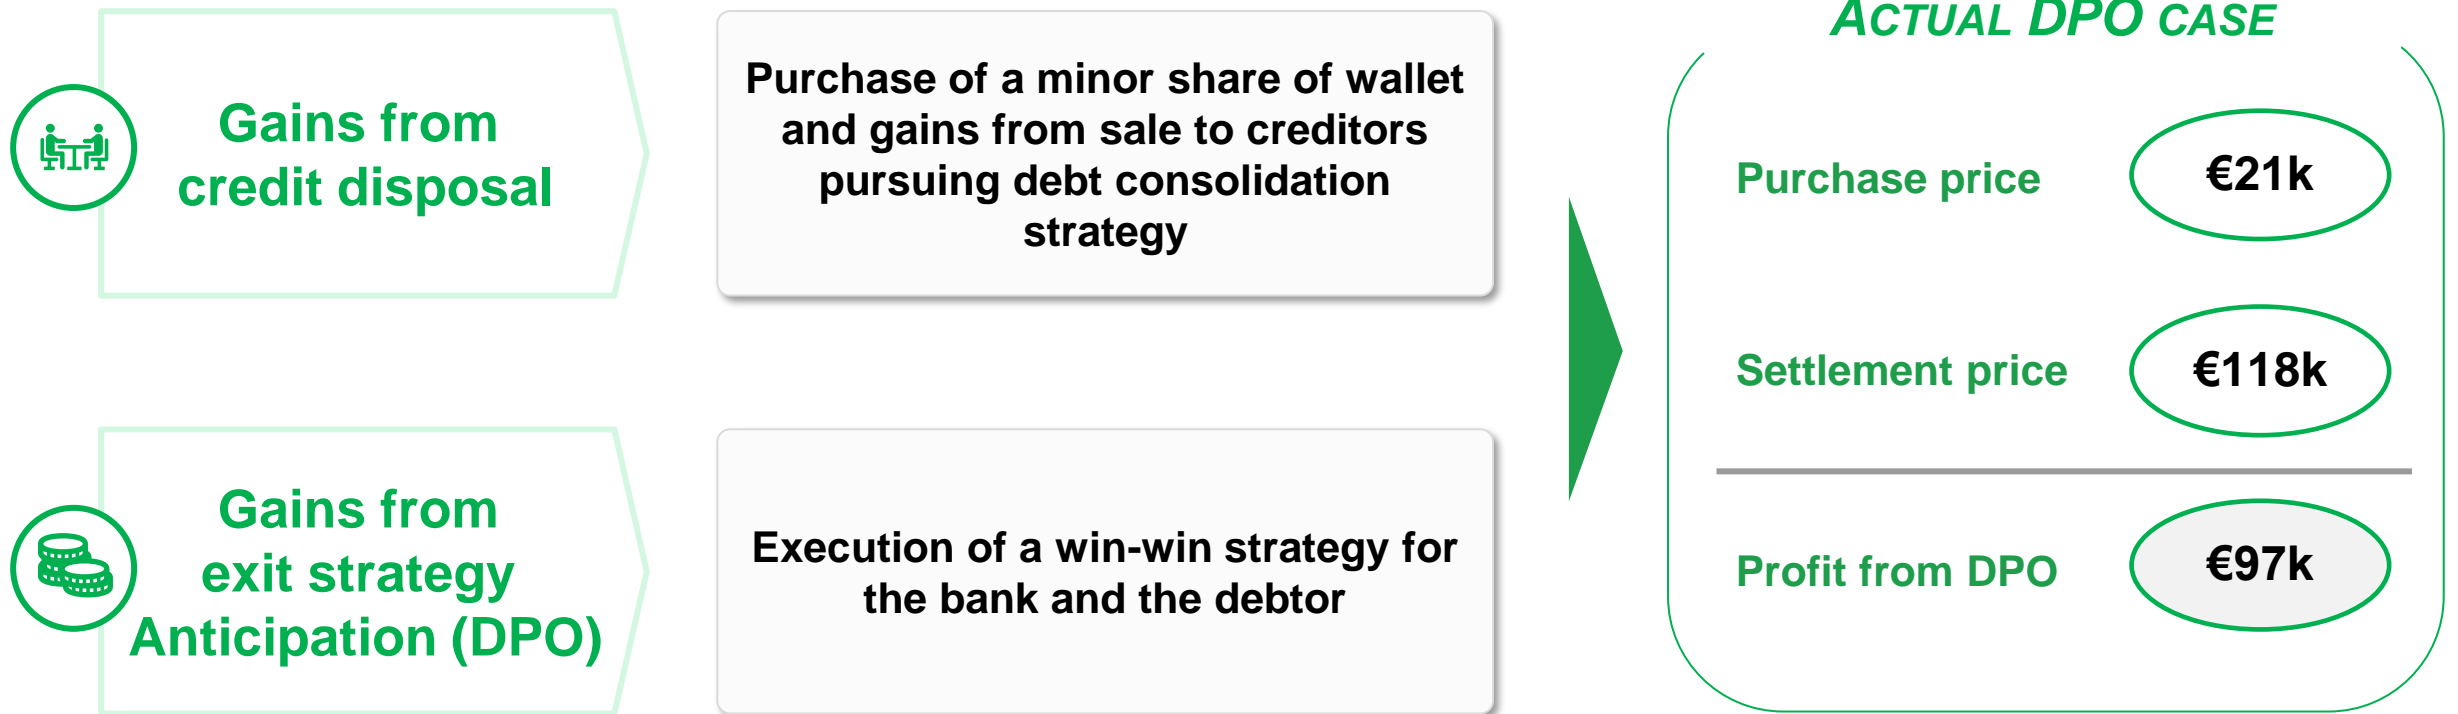 Gains from
credit disposal
Purchase of a minor share of wallet
and gains from sale to creditors
pursuing debt consolidation
strategy
Gains from
exit strategy
Anticipation (DPO)
Execution of a win-win strategy for
the bank and the debtor
ACTUAL DPO CASE
Purchase price
€21k
Settlement price
€118k
Profit from DPO
€97k